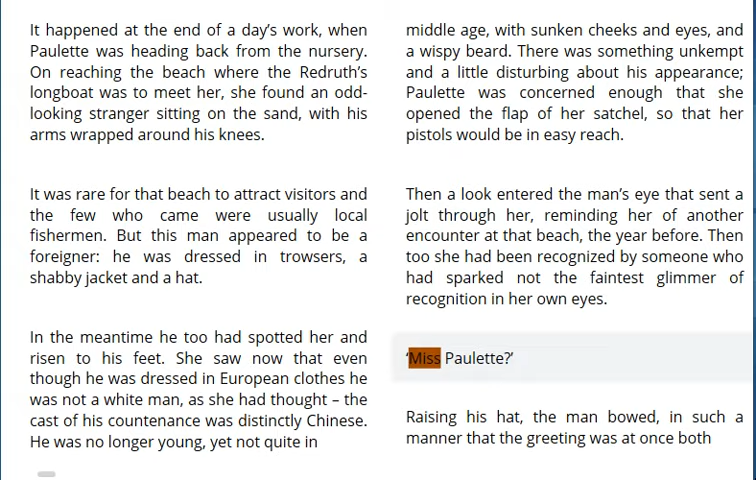 It happened at the end of a day’s work, when
Paulette was heading back from the nursery.
On reaching the beach where the Redruth’s
longboat was to meet her, she found an odd-
looking stranger sitting on the sand, with his
arms wrapped around his knees.
It was rare for that beach to attract visitors and
the few who came were usually local
fishermen. But this man appeared to be a
foreigner: he was dressed in trowsers, a
shabby jacket and a hat.
In the meantime he too had spotted her and
risen to his feet. She saw now that even
though he was dressed in European clothes he
was not a white man, as she had thought – the
cast of his countenance was distinctly Chinese.
He was no longer young, yet not quite in
middle age, with sunken cheeks and eyes, and
a wispy beard. There was something unkempt
and a little disturbing about his appearance;
Paulette was concerned enough that she
opened the flap of her satchel, so that her
pistols would be in easy reach.
Then a look entered the man’s eye that sent a
jolt through her, reminding her of another
encounter at that beach, the year before. Then
too she had been recognized by someone who
had sparked not the faintest glimmer of
recognition in her own eyes.
‘Miss Paulette?’
Raising his hat, the man bowed, in such a
manner that the greeting was at once both